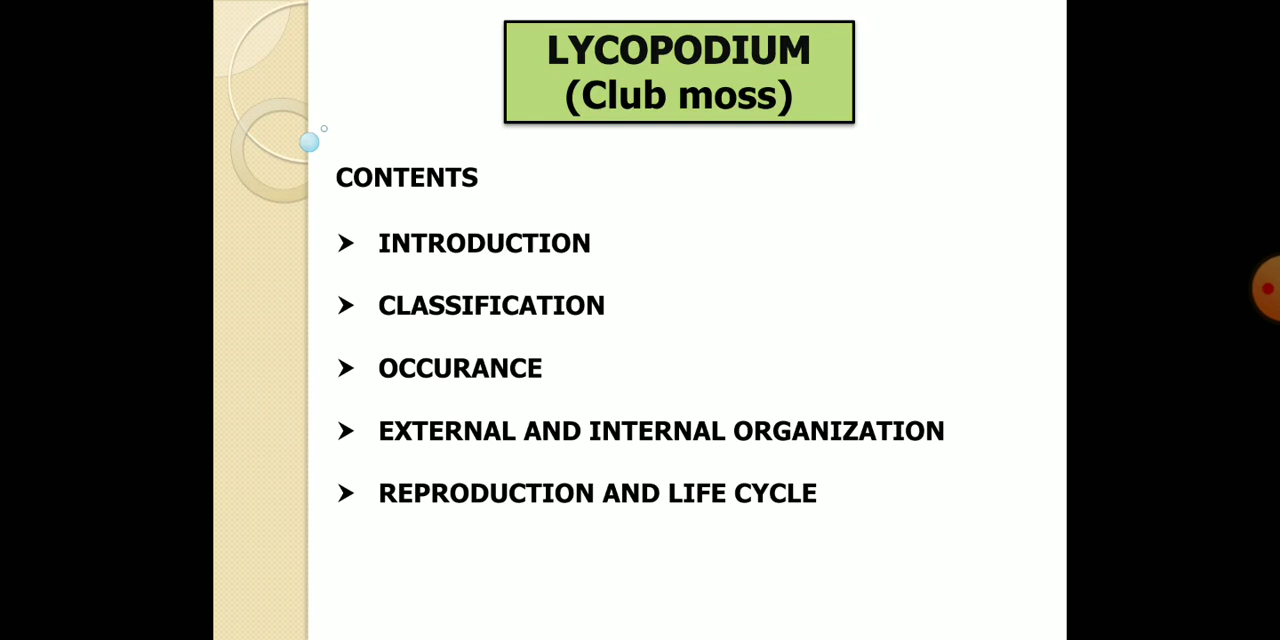 LYCOPODIUM
(Club moss)
CONTENTS
➤ INTRODUCTION
➤ CLASSIFICATION
➤ OCCURANCE
➤ EXTERNAL AND INTERNAL ORGANIZATION
➤ REPRODUCTION AND LIFE CYCLE